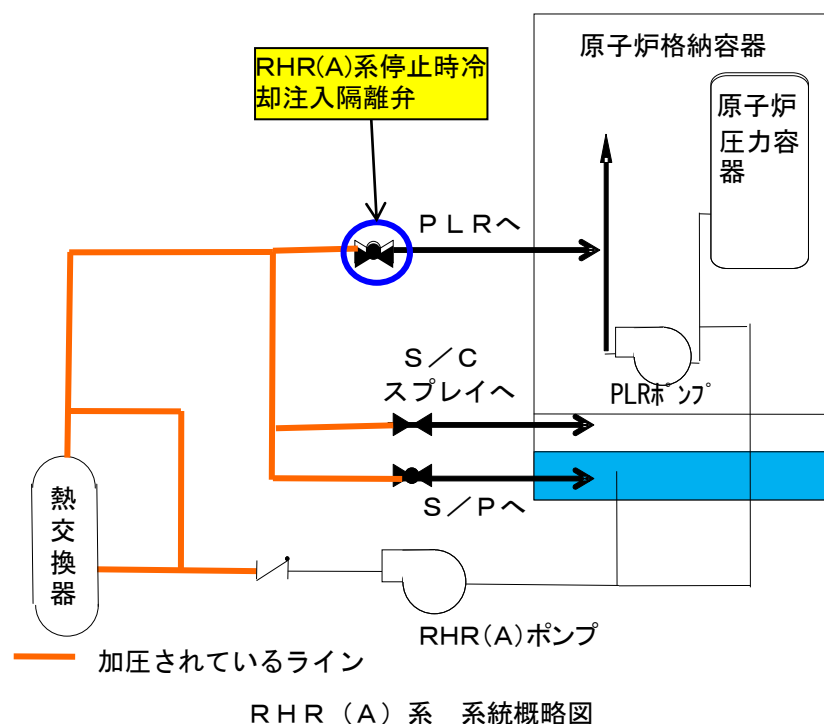 原子炉格納容器
RHR(A)系停止時冷
却注入隔離弁
原子炉
圧力容
器
ＰＬＲへ
Ｓ／Ｃ
スプレイへ
PLRﾎﾟﾝﾌﾟ
Ｓ／Ｐへ
熱
交
換
器
RHR(A)ポンプ
加圧されているライン
ＲＨＲ（Ａ）系　系統概略図